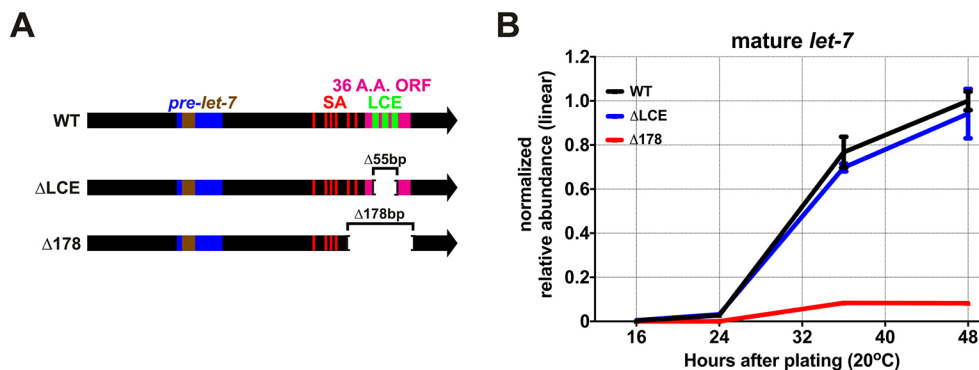 A
36 A.A. ORF
pre-let-7
SA
LCE
WT
Δ55bp
ΔLCE
Δ178bp
Δ178
B
mature let-7
normalized
relative abundance (linear)
1.2
1.0
0.8
0.6
0.4
0.2
0
WT
ΔLCE
Δ178
16
24
32
40
48
Hours after plating (20ºC)